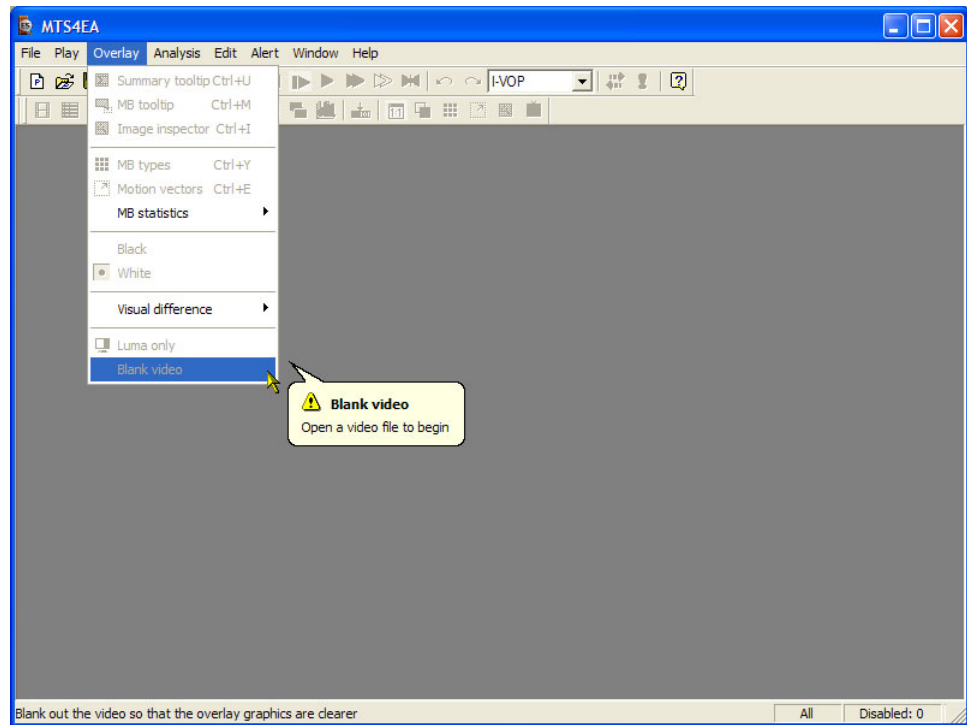 MTS4EA
File Play Overlay Analysis Edit Alert Window Help
I-VOP
Summary tooltip Ctrl+U
MB tooltip Ctrl+M
Image inspector Ctrl+I
1:1
MB types Ctrl+Y
Motion vectors Ctrl+E
MB statistics
Black
White
Visual difference
Luma only
Blank video
Blank video
Open a video file to begin
Blank out the video so that the overlay graphics are clearer All Disabled: 0